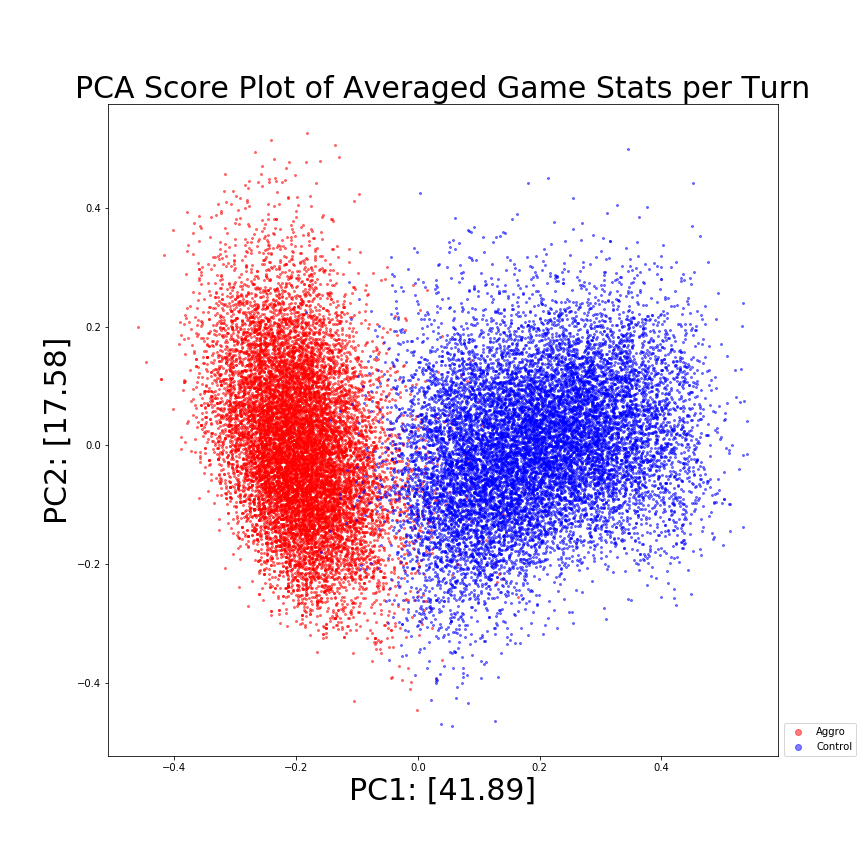 PCA Score Plot of Averaged Game Stats per Turn
PC2: [17.58]
0.4
0.2
0.0
−0.2
−0.4
−0.4
−0.2
0.0
0.2
0.4
PC1: [41.89]
Aggro
Control